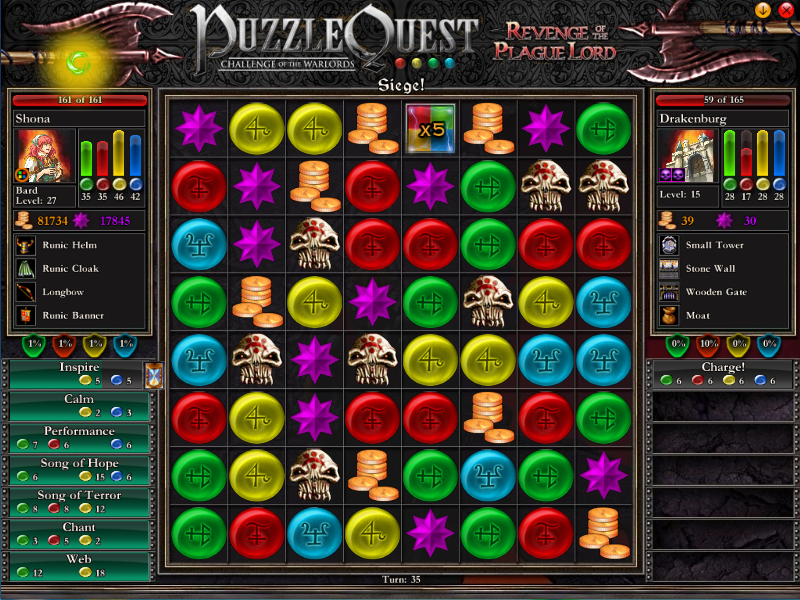 PUZZLEQUEST
CHALLENGE OF THE WARLORDS
REVENGE OF THE
PLAGUE LORD
Siege!
161 of 161
Shona
Bard
Level: 27
35 35 46 42
81734 17845
Runic Helm
Runic Cloak
Longbow
Runic Banner
1% 1% 1% 1%
Inspire
5 5
Calm
2 3
Performance
7 6 6
Song of Hope
6 15 6
Song of Terror
8 8 12
Chant
3 5 2
Web
12 18
x5
Turn: 35
59 of 165
Drakenburg
Level: 15
28 17 28 28
39 30
Small Tower
Stone Wall
Wooden Gate
Moat
0% 10% 0% 0%
Charge!
6 6 6 6